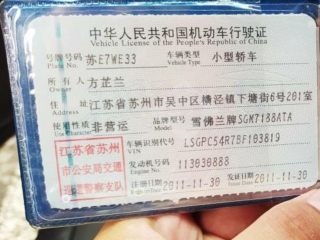 中华人民共和国机动车行驶证
Vehicle License of the People's Republic of China
号牌号码 苏E7WE33 车辆类型 小型轿车
Plate No. Vehicle Type
所有人 方芷兰
Owner
住址 江苏省苏州市吴中区横泾镇下塘街6号201室
Address
使用性质 非营运 品牌型号 雪佛兰牌SGM7188ATA
Use Character Model
江苏省苏州 车辆识别代号 LSGPC54R7BF103819
VIN
市公安局交通 发动机号码 113030888
Engine No.
巡逻警察支队 注册日期 2011-11-30 发证日期 2011-11-30
Register Date Issue Date